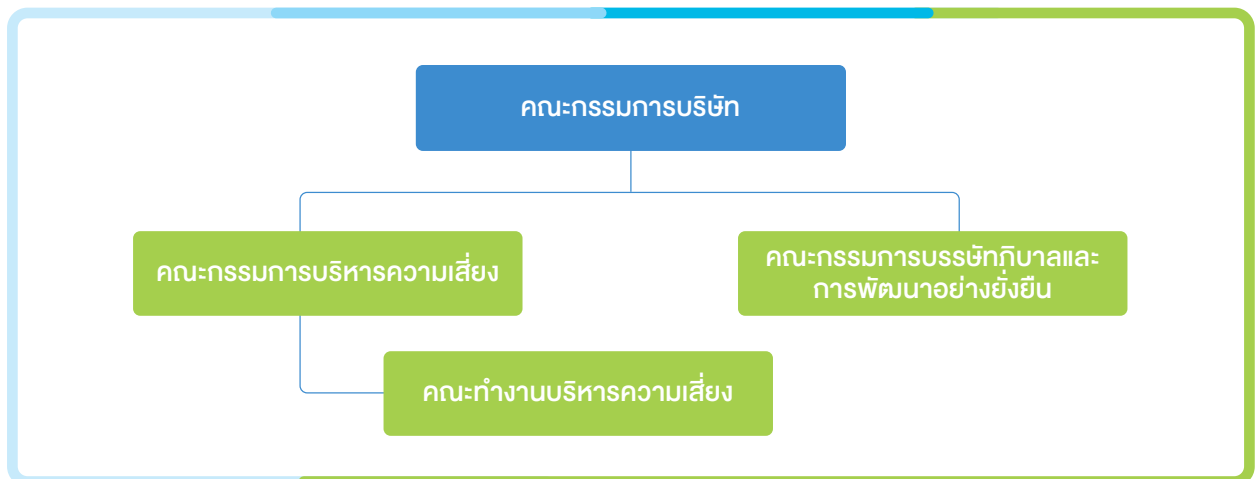 คณะกรรมการบริษัท
คณะกรรมการบริหารความเสี่ยง
คณะกรรมการบรรษัทภิบาลและ
การพัฒนาอย่างยั่งยืน
คณะทำงานบริหารความเสี่ยง